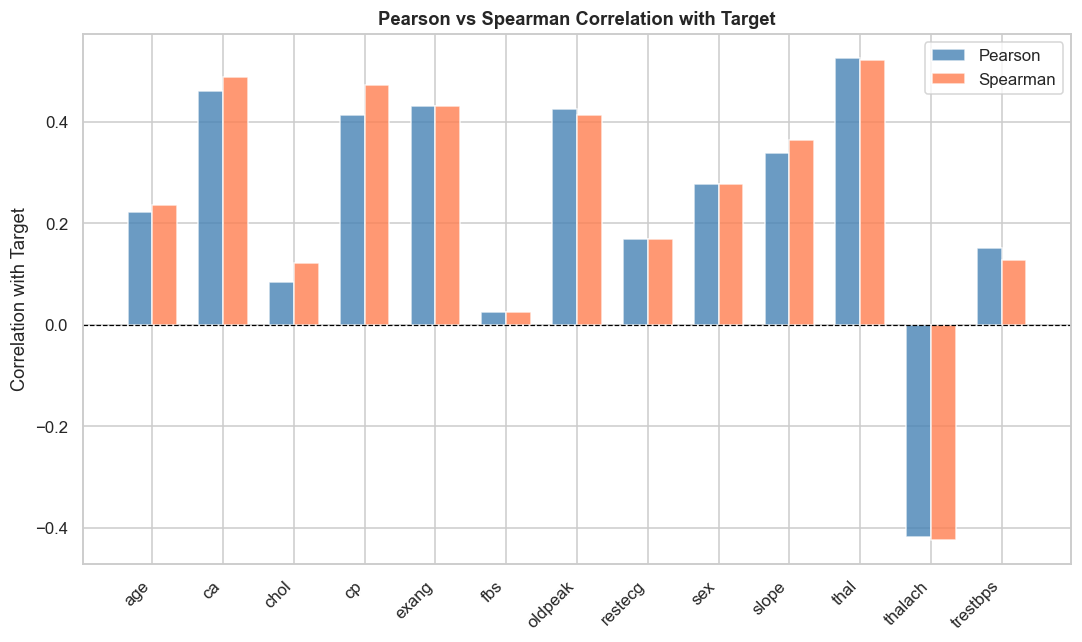 Pearson vs Spearman Correlation with Target
Pearson
Spearman
Correlation with Target
0.4
0.2
0.0
−0.2
−0.4
age
ca
chol
cp
exang
fbs
oldpeak
restecg
sex
slope
thal
thalach
trestbps